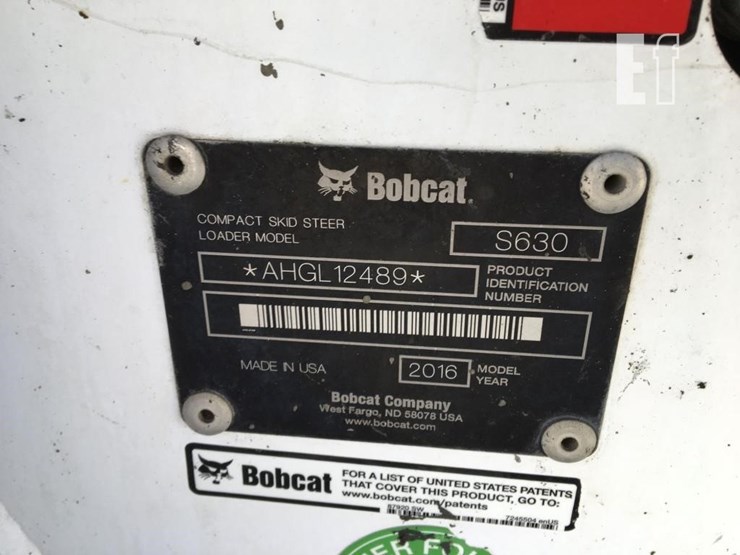 Ef
Bobcat
COMPACT SKID STEER
LOADER MODEL
S630
*AHGL12489*
PRODUCT
IDENTIFICATION
NUMBER
MADE IN USA
2016
MODEL
YEAR
Bobcat Company
West Fargo, ND 58078 USA
www.bobcat.com
Bobcat
FOR A LIST OF UNITED STATES PATENTS
THAT COVER THIS PRODUCT, GO TO:
www.bobcat.com/patents
7245504 enUS